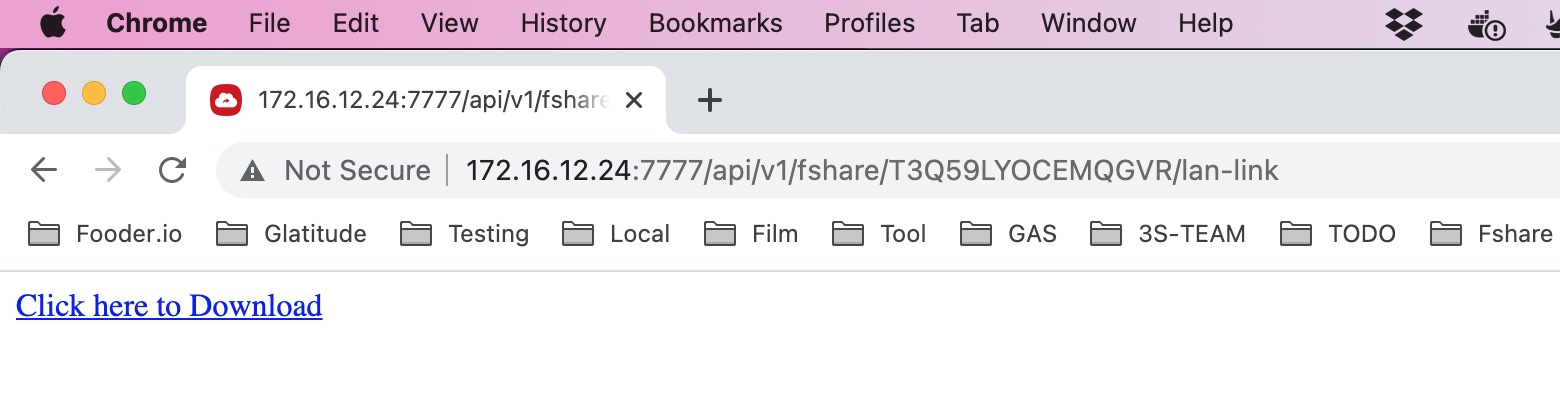 Chrome File Edit View History Bookmarks Profiles Tab Window Help
172.16.12.24:7777/api/v1/fshare
Not Secure 172.16.12.24:7777/api/v1/fshare/T3Q59LYOCEMQGVR/lan-link
Fooder.io Glatitude Testing Local Film Tool GAS 3S-TEAM TODO Fshare
Click here to Download